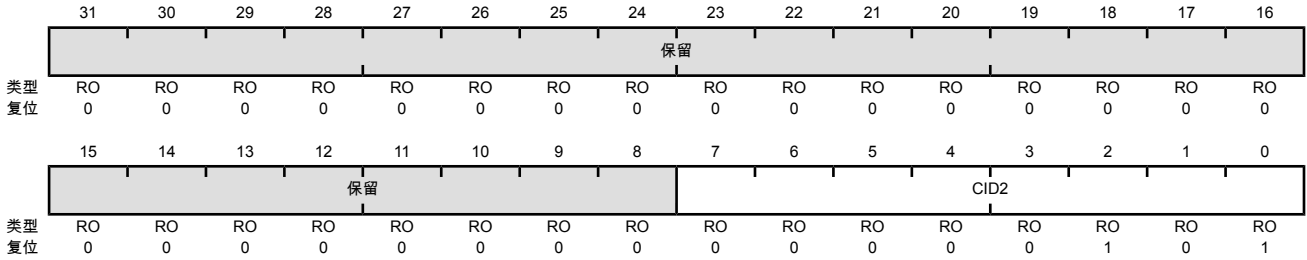 31 30 29 28 27 26 25 24 23 22 21 20 19 18 17 16
保留
类型 RO RO RO RO RO RO RO RO RO RO RO RO RO RO RO RO
复位 0 0 0 0 0 0 0 0 0 0 0 0 0 0 0 0
15 14 13 12 11 10 9 8 7 6 5 4 3 2 1 0
保留 CID2
类型 RO RO RO RO RO RO RO RO RO RO RO RO RO RO RO RO
复位 0 0 0 0 0 0 0 0 0 0 0 0 0 1 0 1